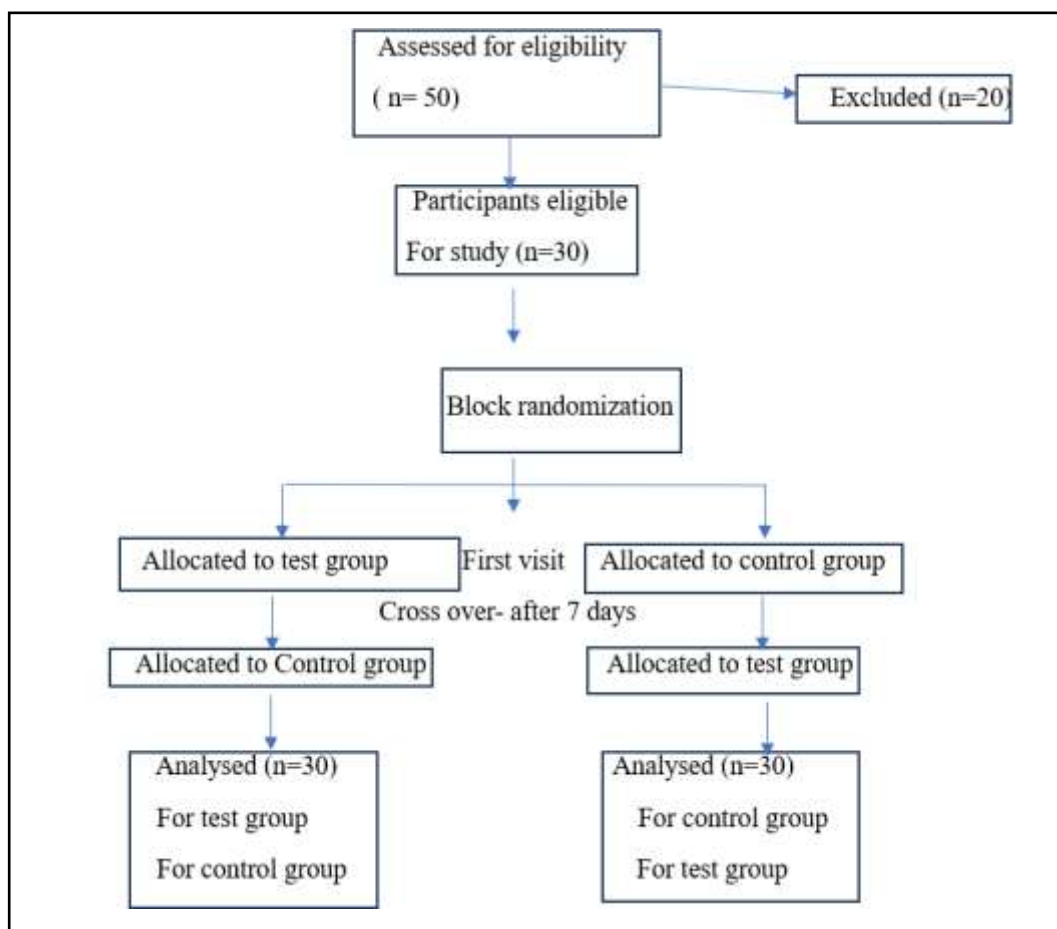 Assessed for eligibility
( n= 50)
Excluded (n=20)
Participants eligible
For study (n=30)
Block randomization
Allocated to test group
First visit
Allocated to control group
Cross over- after 7 days
Allocated to Control group
Allocated to test group
Analysed (n=30)
For test group
For control group
Analysed (n=30)
For control group
For test group